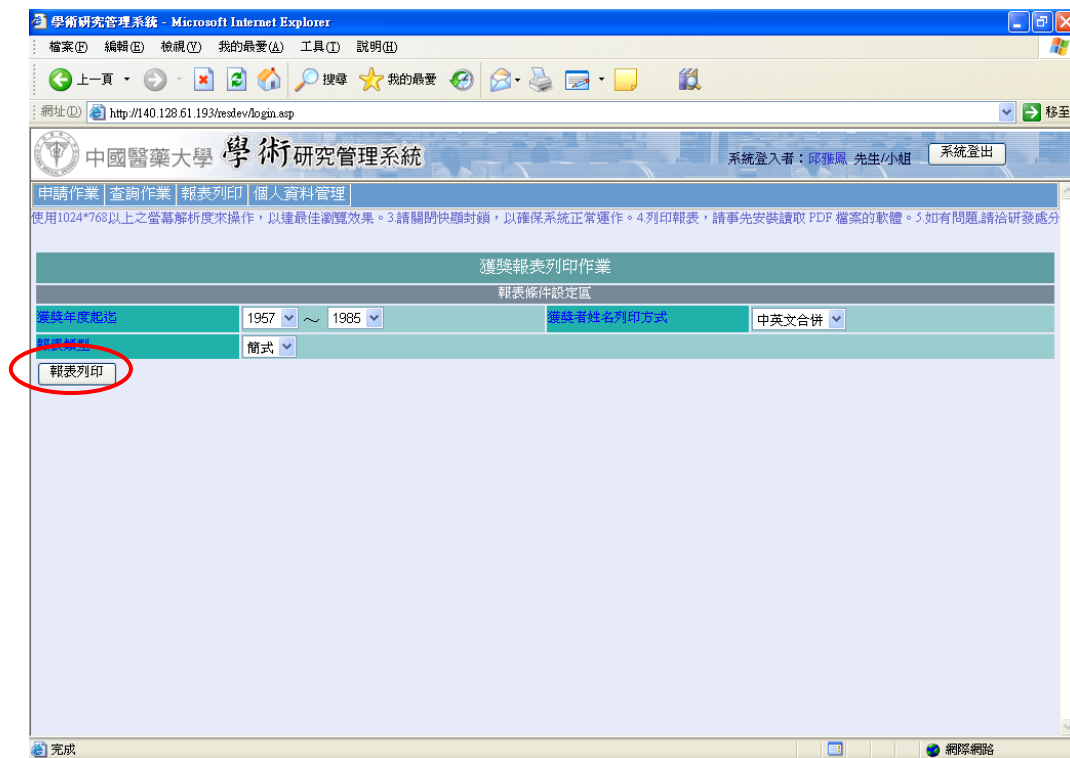 學術研究管理系統 - Microsoft Internet Explorer
檔案(F) 編輯(E) 檢視(V) 我的最愛(A) 工具(T) 說明(H)
上一頁 搜尋 我的最愛
網址(D) http://140.128.61.193/resdev/login.asp 移至
中國醫藥大學 學術研究管理系統 系統登入者：邱雅鳳 先生/小姐 系統登出
申請作業 查詢作業 報表列印 個人資料管理
使用1024*768以上之螢幕解析度來操作，以達最佳瀏覽效果。3.請關閉快顯封鎖，以確保系統正常運作。4.列印報表，請事先安裝讀取 PDF 檔案的軟體。5.如有問題,請洽研發處分
獲獎報表列印作業
報表條件設定區
獲獎年度起迄 1957 ～ 1985 獲獎者姓名列印方式 中英文合併
報表類型 簡式
報表列印
完成 網際網路